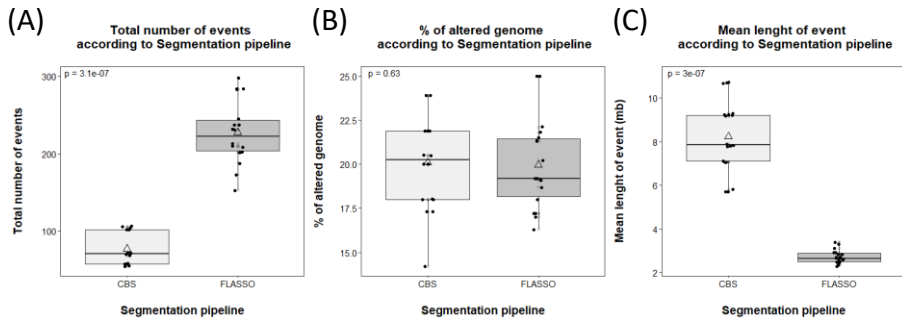 (A)
Total number of events
according to Segmentation pipeline
p = 3.1e-07
Total number of events
300
200
100
CBS
FLASSO
Segmentation pipeline
(B)
% of altered genome
according to Segmentation pipeline
p = 0.63
% of altered genome
25.0
22.5
20.0
17.5
15.0
CBS
FLASSO
Segmentation pipeline
(C)
Mean lenght of event
according to Segmentation pipeline
p = 3e-07
Mean lenght of event (mb)
10
8
6
4
2
CBS
FLASSO
Segmentation pipeline